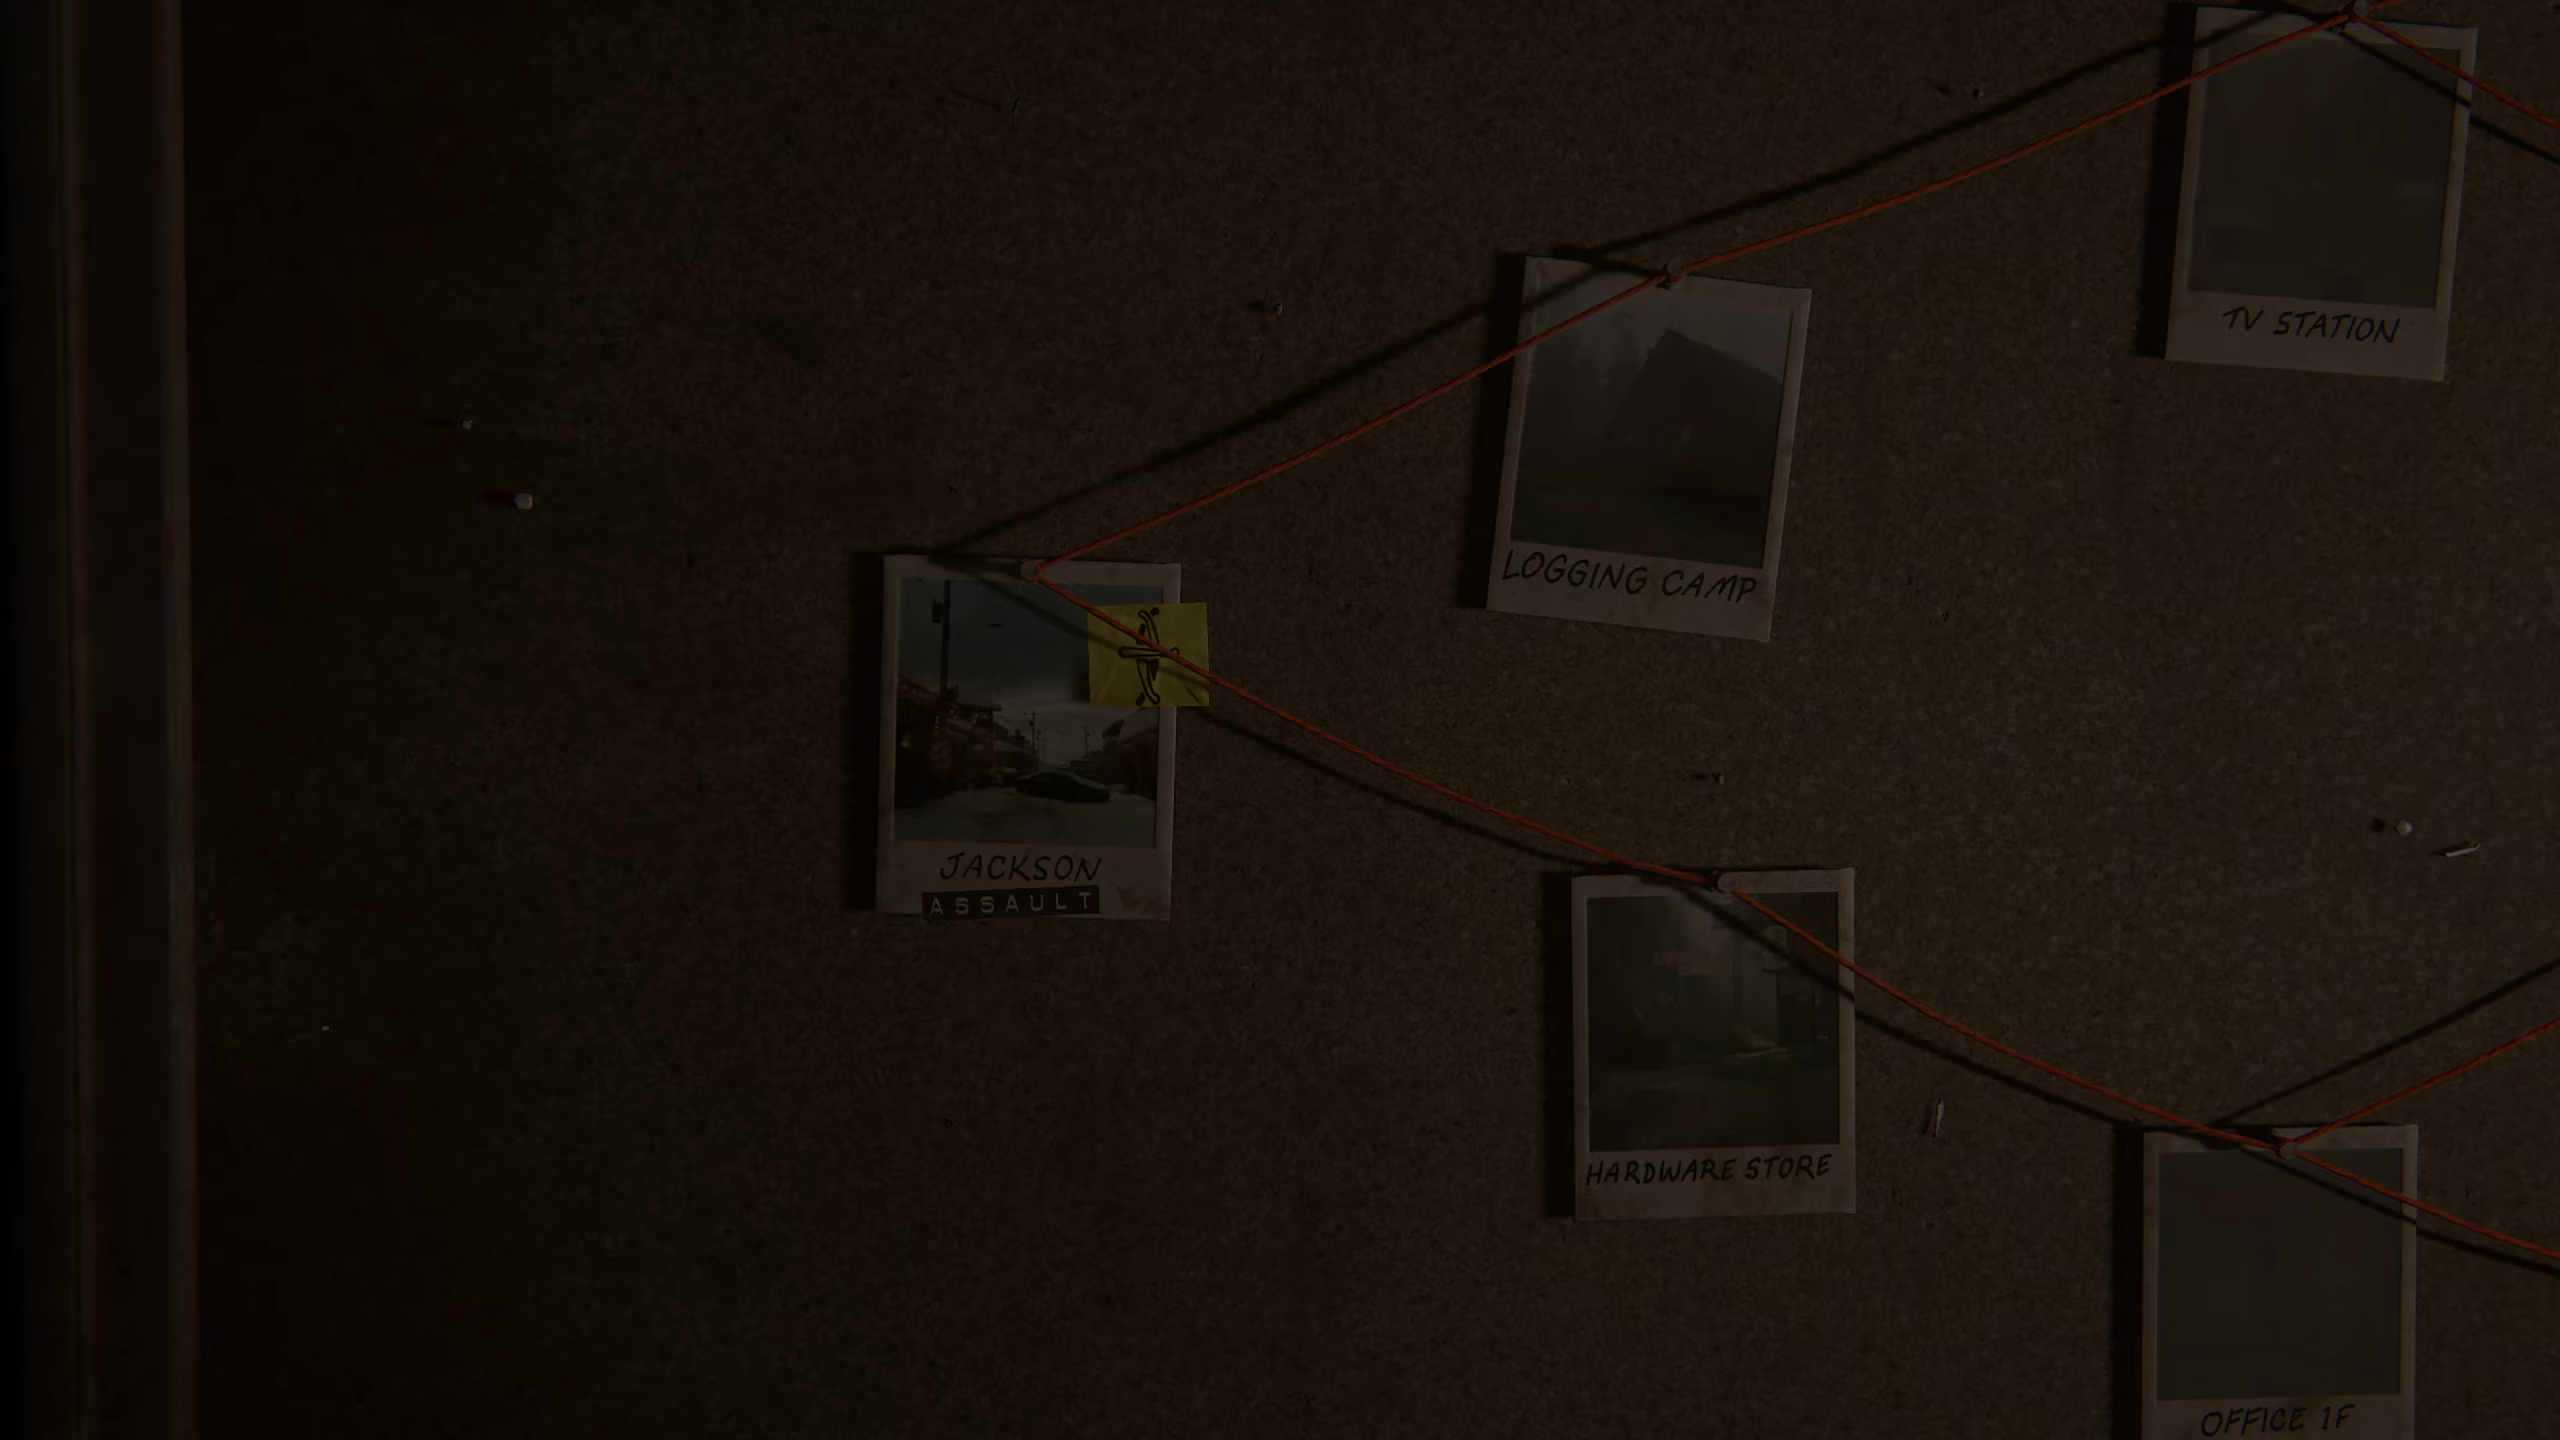 TV STATION
LOGGING CAMP
JACKSON
ASSAULT
HARDWARE STORE
OFFICE 1F